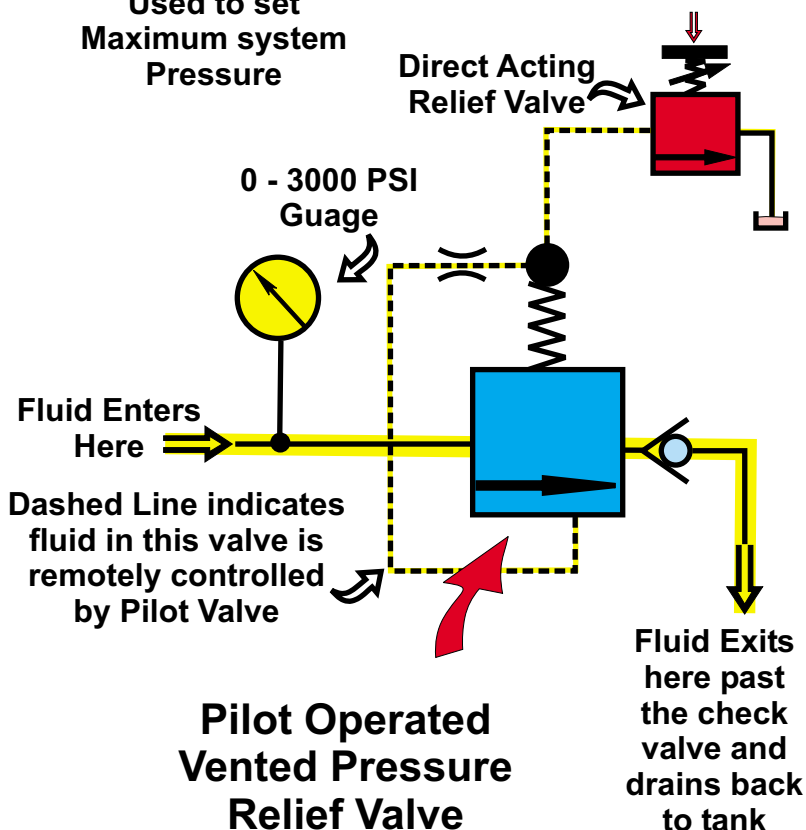 Used to set
Maximum system
Pressure
Direct Acting
Relief Valve
0 - 3000 PSI
Guage
Fluid Enters
Here
Dashed Line indicates
fluid in this valve is
remotely controlled
by Pilot Valve
Pilot Operated
Vented Pressure
Relief Valve
Fluid Exits
here past
the check
valve and
drains back
to tank